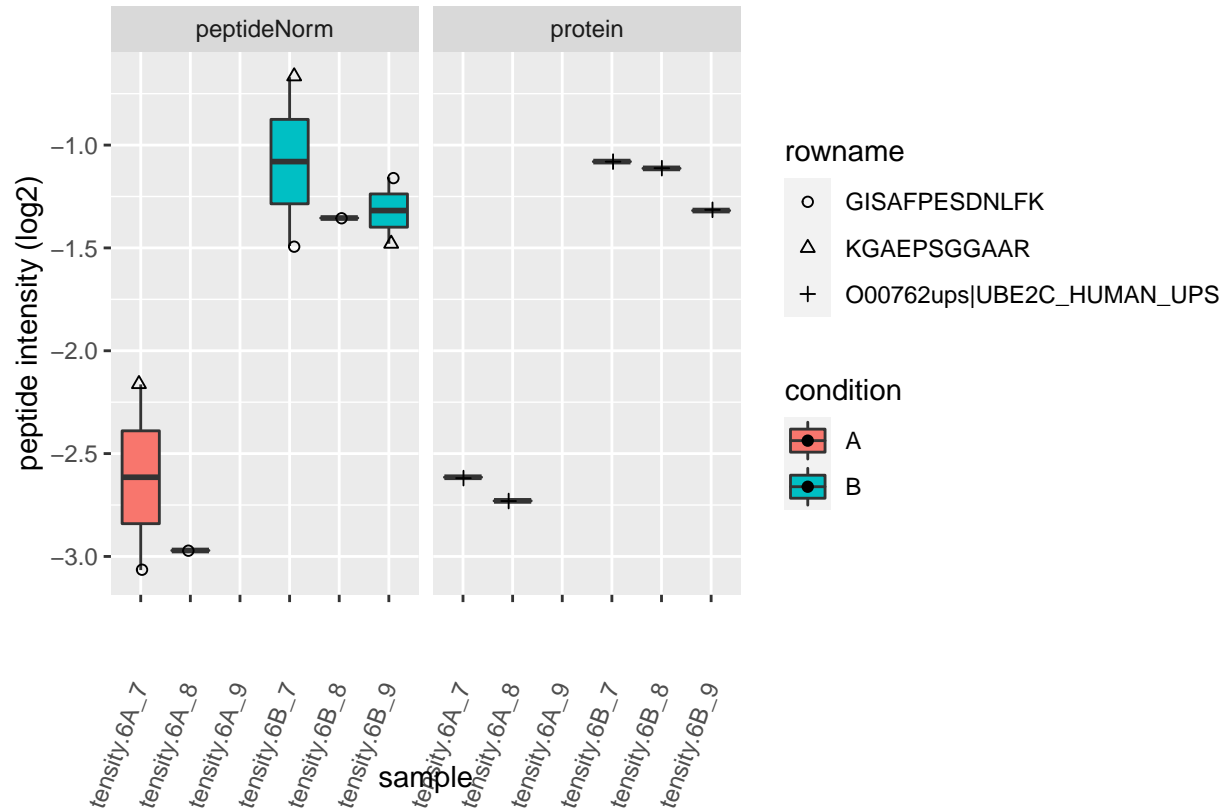 peptideNorm
protein
peptide intensity (log2)
−1.0
−1.5
−2.0
−2.5
−3.0
tensity.6A_7
tensity.6A_8
tensity.6A_9
tensity.6B_7
tensity.6B_8
tensity.6B_9
tensity.6A_7
tensity.6A_8
tensity.6A_9
tensity.6B_7
tensity.6B_8
tensity.6B_9
sample
rowname
GISAFPESDNLFK
KGAEPSGGAAR
O00762ups|UBE2C_HUMAN_UPS
condition
A
B